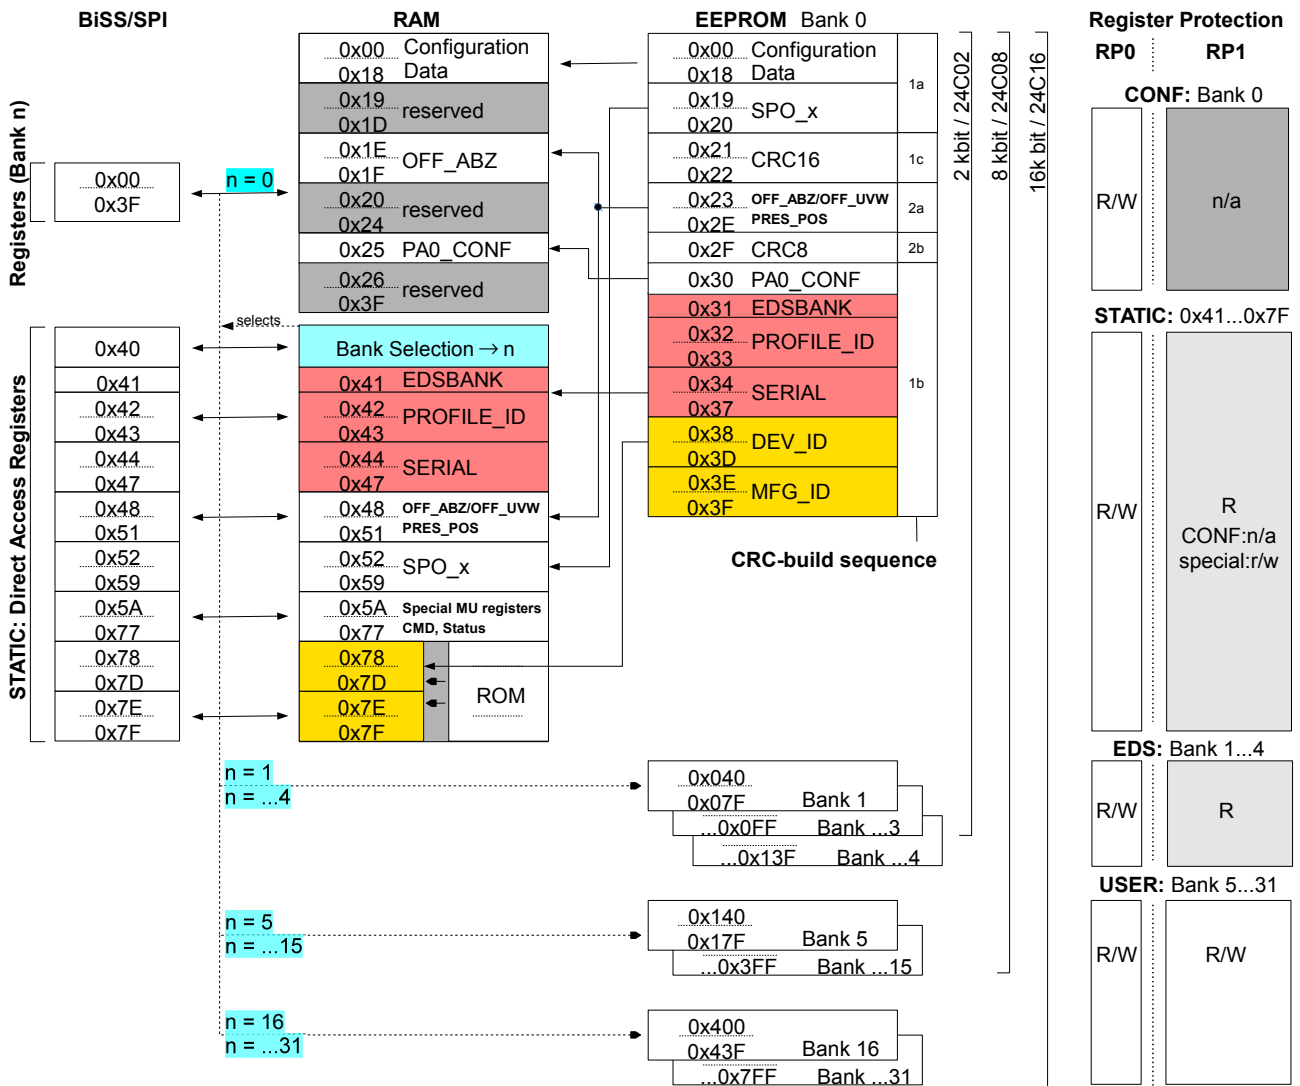 BiSS/SPI
RAM
EEPROM Bank 0
Register Protection
RP0 RP1
Registers (Bank n)
0x00
0x3F
n = 0
0x00 Configuration
0x18 Data
0x19
0x1D
reserved
0x1E
0x1F
OFF_ABZ
0x20
0x24
reserved
0x25 PA0_CONF
0x26
0x3F
reserved
selects
STATIC: Direct Access Registers
0x40
0x41
0x42
0x43
0x44
0x47
0x48
0x51
0x52
0x59
0x5A
0x77
0x78
0x7D
0x7E
0x7F
Bank Selection → n
0x41 EDSBANK
0x42
0x43
PROFILE_ID
0x44
0x47
SERIAL
0x48 OFF_ABZ/OFF_UVW
0x51 PRES_POS
0x52
0x59
SPO_x
0x5A Special MU registers
0x77 CMD, Status
0x78
0x7D
0x7E
0x7F
ROM
0x00 Configuration
0x18 Data
0x19
0x20
SPO_x
1a
0x21
0x22
CRC16
1c
0x23 OFF_ABZ/OFF_UVW
0x2E PRES_POS
2a
0x2F CRC8
2b
0x30 PA0_CONF
0x31 EDSBANK
0x32
0x33
PROFILE_ID
0x34
0x37
SERIAL
1b
0x38
0x3D
DEV_ID
0x3E
0x3F
MFG_ID
CRC-build sequence
2 kbit / 24C02
8 kbit / 24C08
16k bit / 24C16
n = 1
n = ...4
0x040
0x07F Bank 1
...0x0FF Bank ...3
...0x13F Bank ...4
n = 5
n = ...15
0x140
0x17F Bank 5
...0x3FF Bank ...15
n = 16
n = ...31
0x400
0x43F Bank 16
...0x7FF Bank ...31
CONF: Bank 0
R/W
n/a
STATIC: 0x41...0x7F
R/W
R
CONF:n/a
special:r/w
EDS: Bank 1...4
R/W
R
USER: Bank 5...31
R/W
R/W